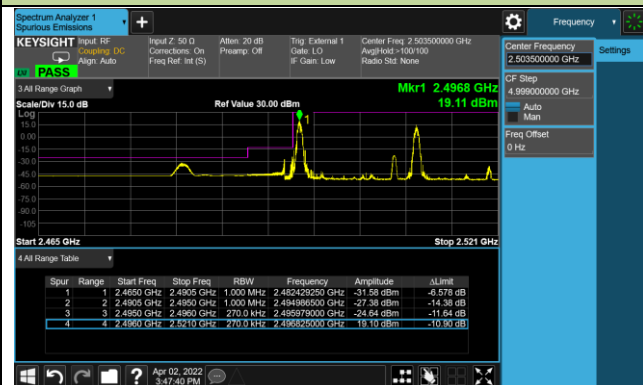 Spectrum Analyzer 1
Spurious Emissions
Frequency
KEYSIGHT
Input: RF
Coupling: DC
Align: Auto
Input Z: 50 Ω
Corrections: On
Freq Ref: Int (S)
Atten: 20 dB
Preamp: Off
Trig: External 1
Gate: LO
IF Gain: Low
Center Freq: 2.503500000 GHz
Avg|Hold:>100/100
Radio Std: None
LXI PASS
Center Frequency
2.503500000 GHz
Settings
CF Step
4.999000000 GHz
Auto
Man
Freq Offset
0 Hz
3 All Range Graph
Mkr1 2.4968 GHz
Scale/Div 15.0 dB
Ref Value 30.00 dBm
19.11 dBm
Log
15.0
0.00
-15.0
-30.0
-45.0
-60.0
-75.0
-90.0
-105
1
Start 2.465 GHz
Stop 2.521 GHz
4 All Range Table
Spur Range Start Freq Stop Freq RBW Frequency Amplitude ΔLimit
1 1 2.4650 GHz 2.4905 GHz 1.000 MHz 2.482429250 GHz -31.58 dBm -6.578 dB
2 2 2.4905 GHz 2.4950 GHz 1.000 MHz 2.494986500 GHz -27.38 dBm -14.38 dB
3 3 2.4950 GHz 2.4960 GHz 270.0 kHz 2.495979000 GHz -24.64 dBm -11.64 dB
4 4 2.4960 GHz 2.5210 GHz 270.0 kHz 2.496825000 GHz 19.10 dBm -10.90 dB
Apr 02, 2022
3:47:40 PM